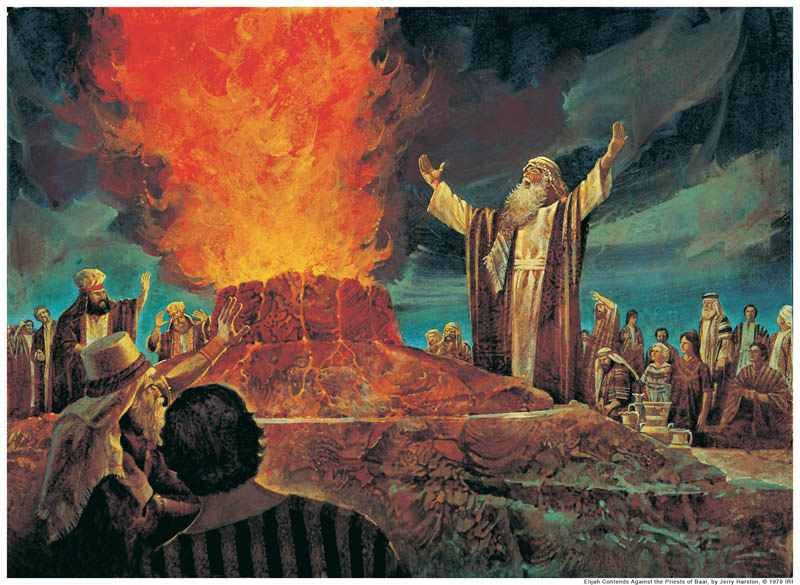 Elijah Contends Against the Priests of Baal, by Jerry Harston, © 1978 IRI